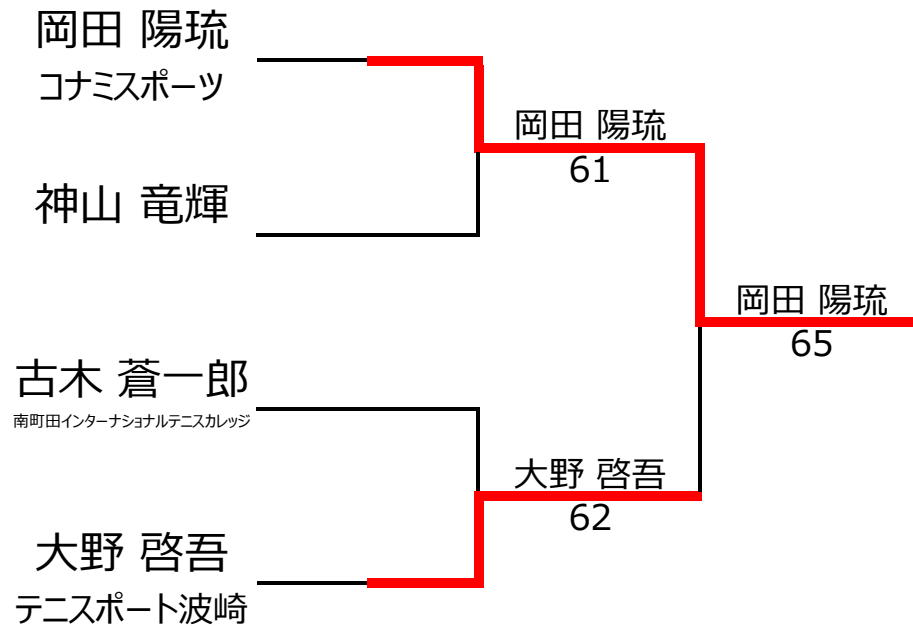 岡田 陽琉
コナミスポーツ
岡田 陽琉
61
神山 竜輝
岡田 陽琉
65
古木 蒼一郎
南町田インターナショナルテニスカレッジ
大野 啓吾
62
大野 啓吾
テニスポート波崎